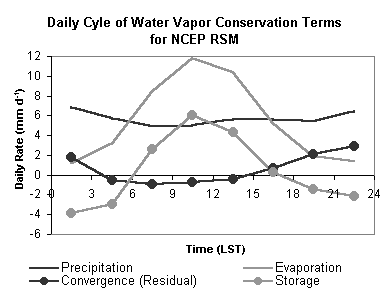 Daily Cyle of Water Vapor Conservation Terms
for NCEP RSM
12
10
8
6
4
2
0
-2
-4
-6
Daily Rate (mm d⁻¹)
-0 3 6 9 12 15 18 21 24
Time (LST)
Precipitation Evaporation
Convergence (Residual) Storage